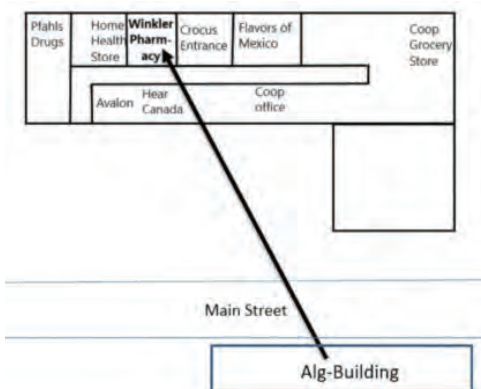 Pfahls
Drugs
Home
Health
Store
Winkler
Pharm-
acy
Crocus
Entrance
Flavors of
Mexico
Coop
Grocery
Store
Avalon
Hear
Canada
Coop
office
Main Street
Alg-Building